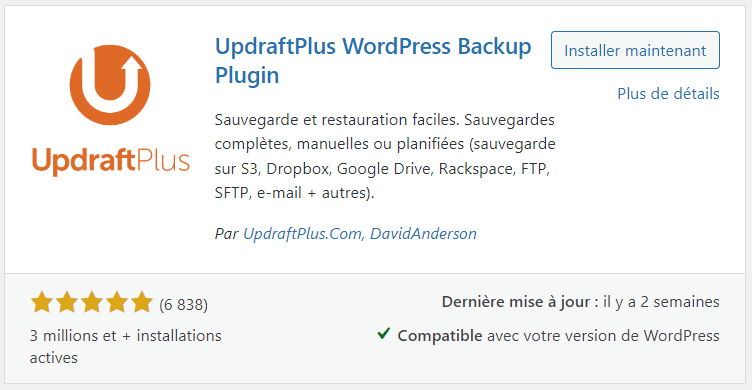 UpdraftPlus
UpdraftPlus WordPress Backup
Plugin
Installer maintenant
Plus de détails
Sauvegarde et restauration faciles. Sauvegardes
complètes, manuelles ou planifiées (sauvegarde
sur S3, Dropbox, Google Drive, Rackspace, FTP,
SFTP, e-mail + autres).
Par UpdraftPlus.Com, DavidAnderson
(6 838)
3 millions et + installations
actives
Dernière mise à jour : il y a 2 semaines
Compatible avec votre version de WordPress